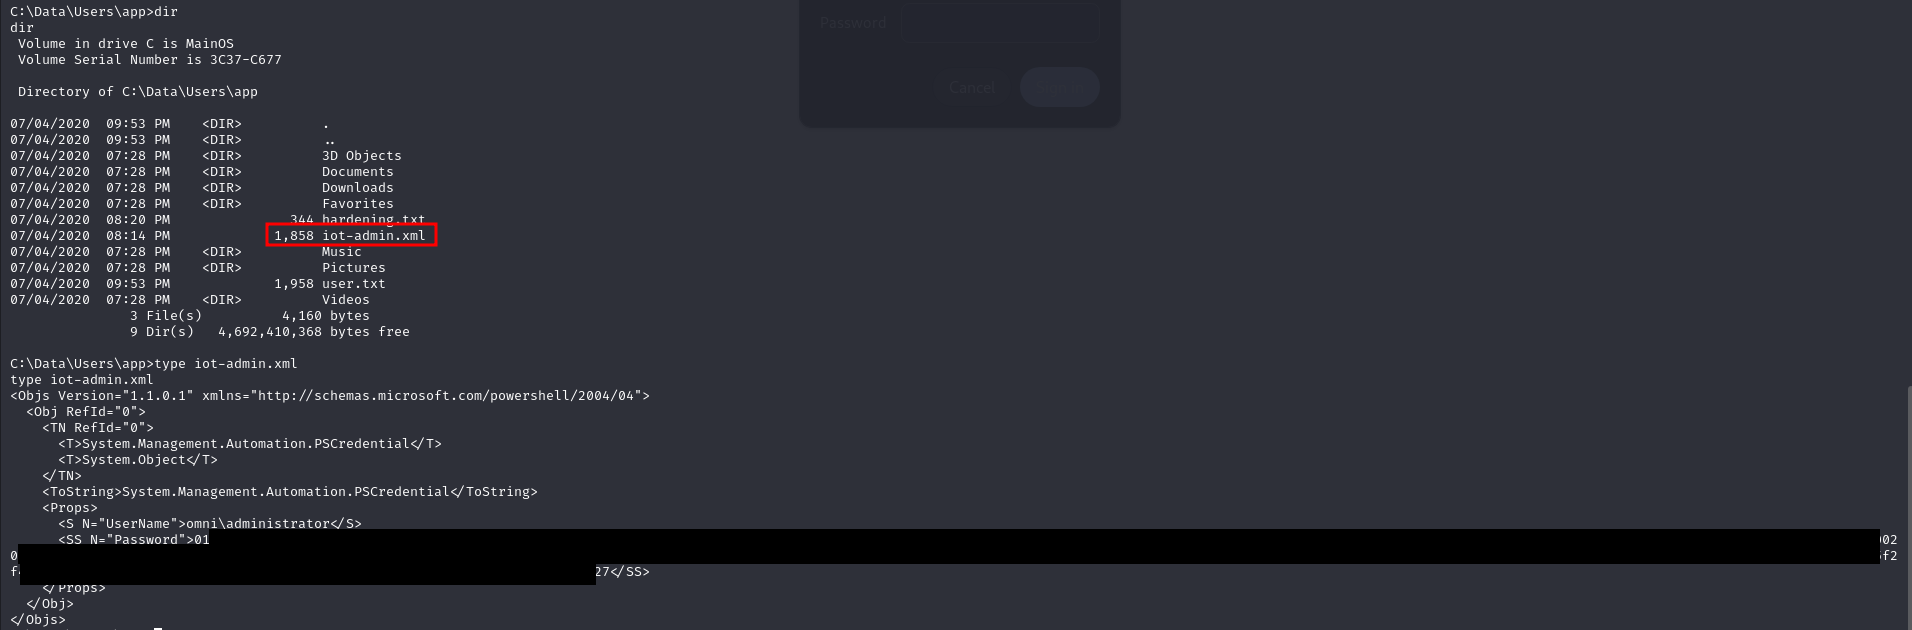 C:\Data\Users\app>dir
dir
 Volume in drive C is MainOS
 Volume Serial Number is 3C37-C677

 Directory of C:\Data\Users\app

07/04/2020  09:53 PM    <DIR>          .
07/04/2020  09:53 PM    <DIR>          ..
07/04/2020  07:28 PM    <DIR>          3D Objects
07/04/2020  07:28 PM    <DIR>          Documents
07/04/2020  07:28 PM    <DIR>          Downloads
07/04/2020  07:28 PM    <DIR>          Favorites
07/04/2020  08:20 PM               344 hardening.txt
07/04/2020  08:14 PM             1,858 iot-admin.xml
07/04/2020  07:28 PM    <DIR>          Music
07/04/2020  07:28 PM    <DIR>          Pictures
07/04/2020  09:53 PM             1,958 user.txt
07/04/2020  07:28 PM    <DIR>          Videos
               3 File(s)          4,160 bytes
               9 Dir(s)   4,692,410,368 bytes free

C:\Data\Users\app>type iot-admin.xml
type iot-admin.xml
<Objs Version="1.1.0.1" xmlns="http://schemas.microsoft.com/powershell/2004/04">
  <Obj RefId="0">
    <TN RefId="0">
      <T>System.Management.Automation.PSCredential</T>
      <T>System.Object</T>
    </TN>
    <ToString>System.Management.Automation.PSCredential</ToString>
    <Props>
      <S N="UserName">omni\administrator</S>
      <SS N="Password">01 02
0 f2
f 27</SS>
    </Props>
  </Obj>
</Objs>
Password
Cancel